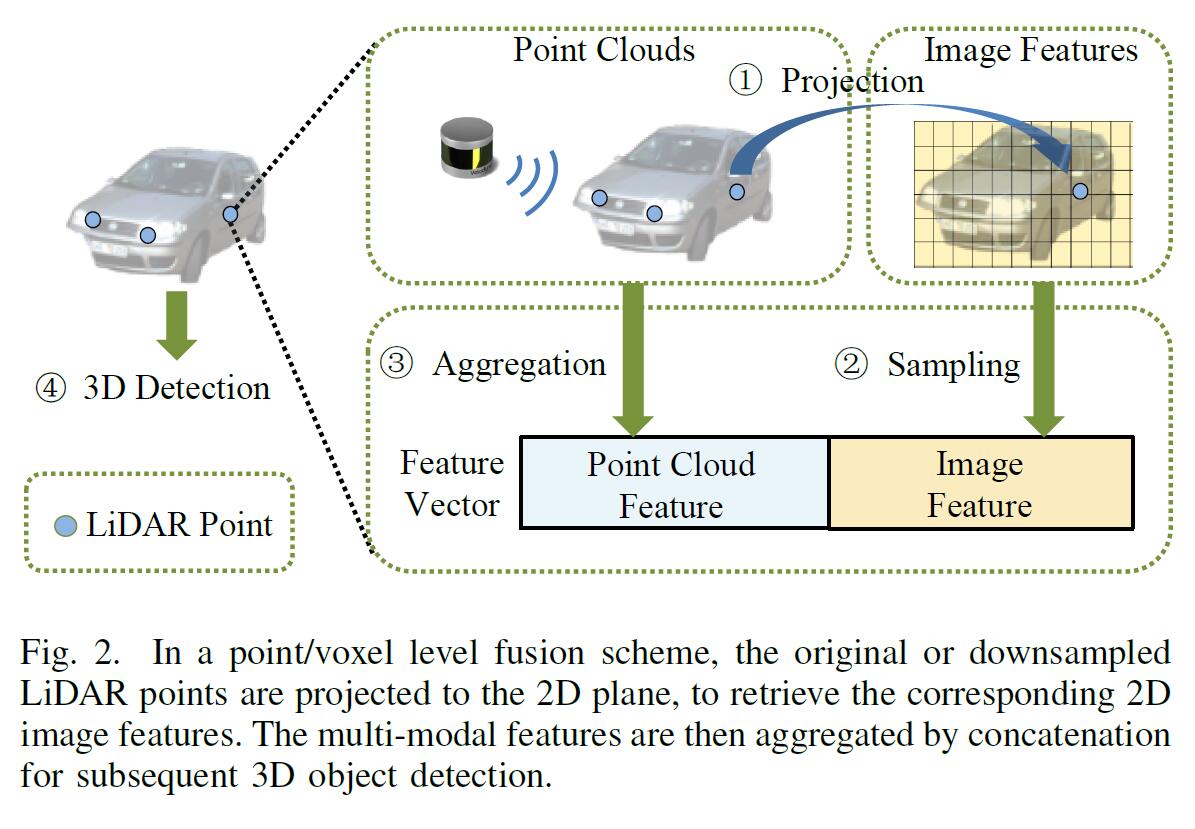 Point Clouds
Image Features
① Projection
③ Aggregation
② Sampling
④ 3D Detection
Feature
Vector
Point Cloud
Feature
Image
Feature
LiDAR Point
Fig. 2. In a point/voxel level fusion scheme, the original or downsampled
LiDAR points are projected to the 2D plane, to retrieve the corresponding 2D
image features. The multi-modal features are then aggregated by concatenation
for subsequent 3D object detection.